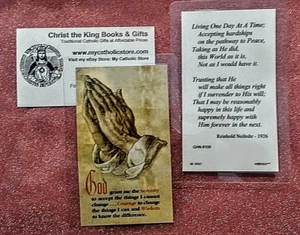 Christ the King Books & Gifts
Traditional Catholic Gifts at Affordable Prices
www.mycatholicstore.com
Visit my eBay Store: My Catholic Store
God grant me the Serenity
to accept the things I cannot
change ... Courage to change
the things I can and Wisdom
to know the difference.
Living One Day At A Time;
Accepting hardships
on the pathway to Peace,
Taking as He did,
this World as it is,
Not as I would have it.
Trusting that He
will make all things right
if I surrender to His will;
That I may be reasonably
happy in this life and
supremely happy with
Him forever in the next.
Reinhold Neibuhr - 1926